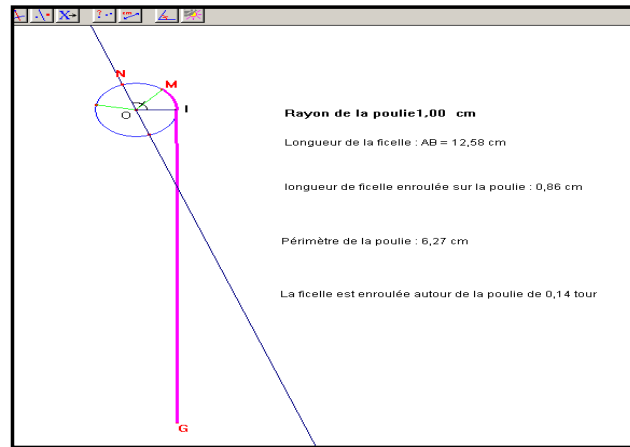 N
M
I
O
x
Rayon de la poulie1,00 cm
Longueur de la ficelle : AB = 12,58 cm
longueur de ficelle enroulée sur la poulie : 0,86 cm
Périmètre de la poulie : 6,27 cm
La ficelle est enroulée autour de la poulie de 0,14 tour
G